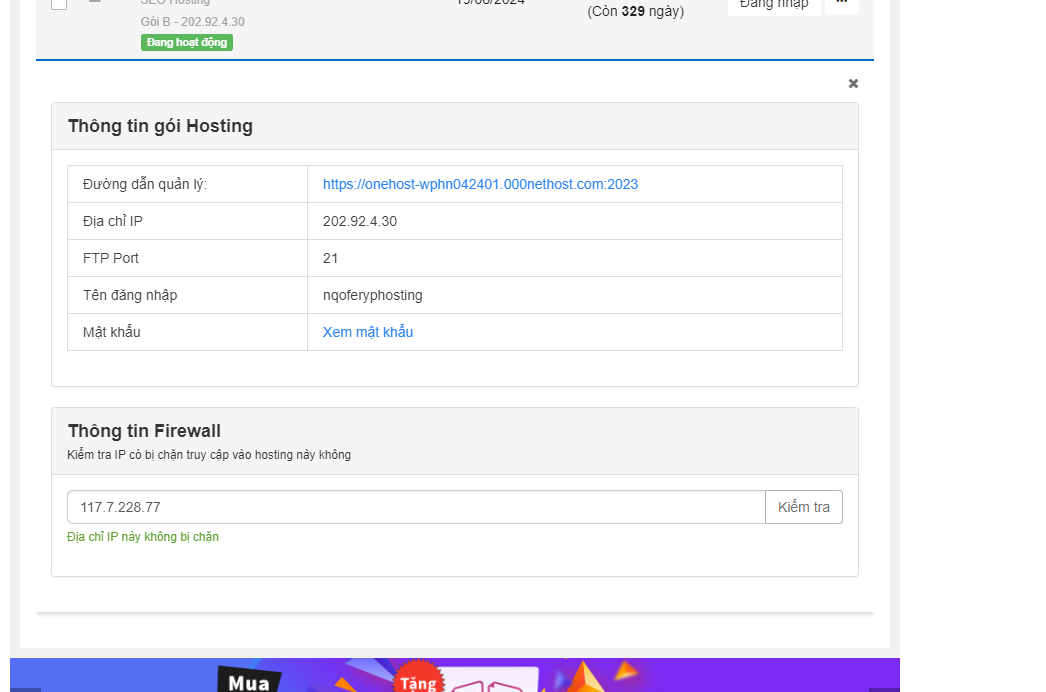 SEO Hosting
19/06/2024
(Còn 329 ngày)
Đăng nhập
Gói B - 202.92.4.30
Đang hoạt động
Thông tin gói Hosting
Đường dẫn quản lý:
https://onehost-wphn042401.000nethost.com:2023
Địa chỉ IP
202.92.4.30
FTP Port
21
Tên đăng nhập
nqoferyphosting
Mật khẩu
Xem mật khẩu
Thông tin Firewall
Kiểm tra IP có bị chặn truy cập vào hosting này không
117.7.228.77
Kiểm tra
Địa chỉ IP này không bị chặn
Mua
Tặng